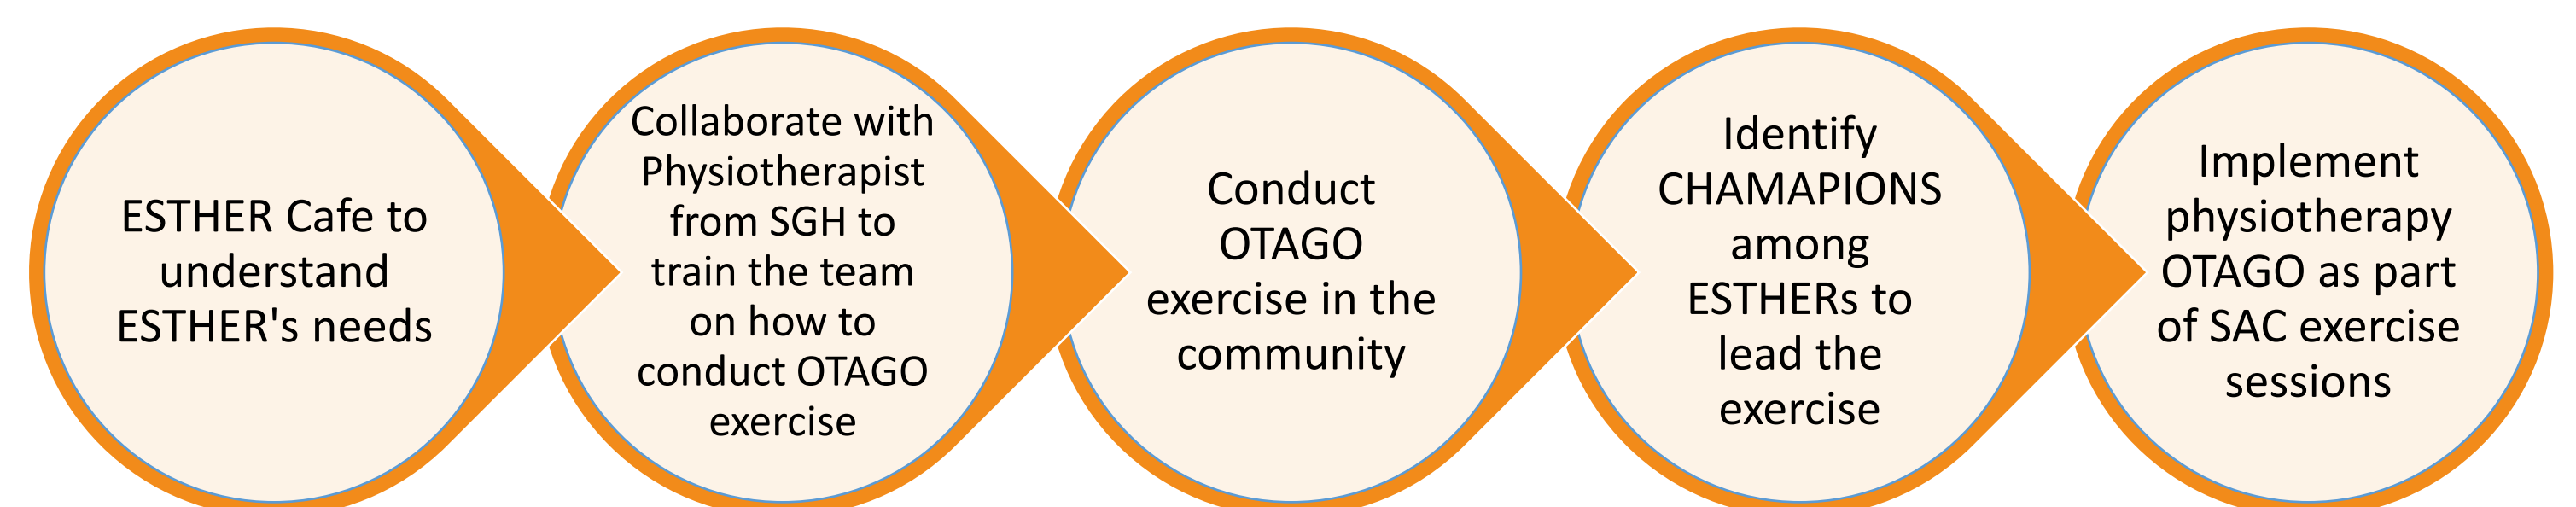 ESTHER Cafe to
understand
ESTHER's needs
Collaborate with
Physiotherapist
from SGH to
train the team
on how to
conduct OTAGO
exercise
Conduct
OTAGO
exercise in the
community
Identify
CHAMAPIONS
among
ESTHERs to
lead the
exercise
Implement
physiotherapy
OTAGO as part
of SAC exercise
sessions